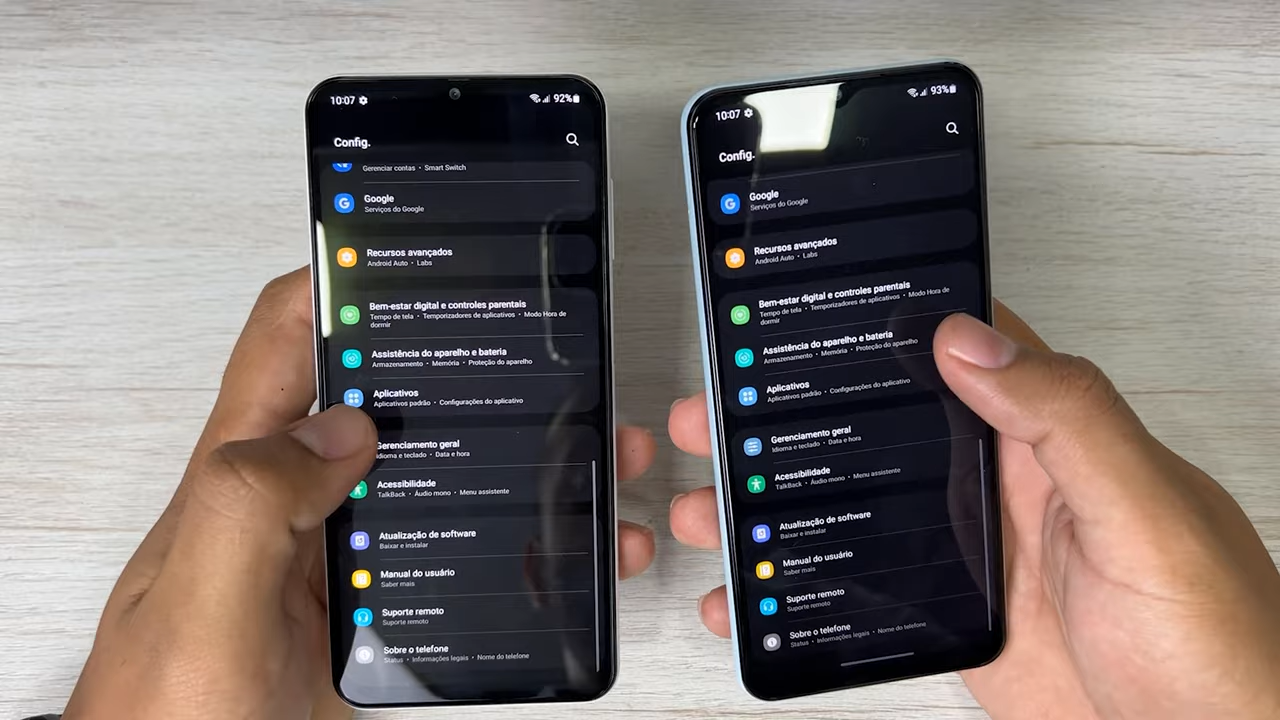 10:07
92%
Config.
Gerenciar contas • Smart Switch
Google
Serviços do Google
Recursos avançados
Android Auto • Labs
Bem-estar digital e controles parentais
Tempo de tela • Temporizadores de aplicativos • Modo Hora de
dormir
Assistência do aparelho e bateria
Armazenamento • Memória • Proteção do aparelho
Aplicativos
Aplicativos padrão • Configurações do aplicativo
Gerenciamento geral
Idioma e teclado • Data e hora
Acessibilidade
TalkBack • Áudio mono • Menu assistente
Atualização de software
Baixar e instalar
Manual do usuário
Saber mais
Suporte remoto
Suporte remoto
Sobre o telefone
Status • Informações legais • Nome do telefone
10:07
93%
Config.
Google
Serviços do Google
Recursos avançados
Android Auto • Labs
Bem-estar digital e controles parentais
Tempo de tela • Temporizadores de aplicativos • Modo Hora de
dormir
Assistência do aparelho e bateria
Armazenamento • Memória • Proteção do aparelho
Aplicativos
Aplicativos padrão • Configurações do aplicativo
Gerenciamento geral
Idioma e teclado • Data e hora
Acessibilidade
TalkBack • Áudio mono • Menu assistente
Atualização de software
Baixar e instalar
Manual do usuário
Saber mais
Suporte remoto
Suporte remoto
Sobre o telefone
Status • Informações legais • Nome do telefone